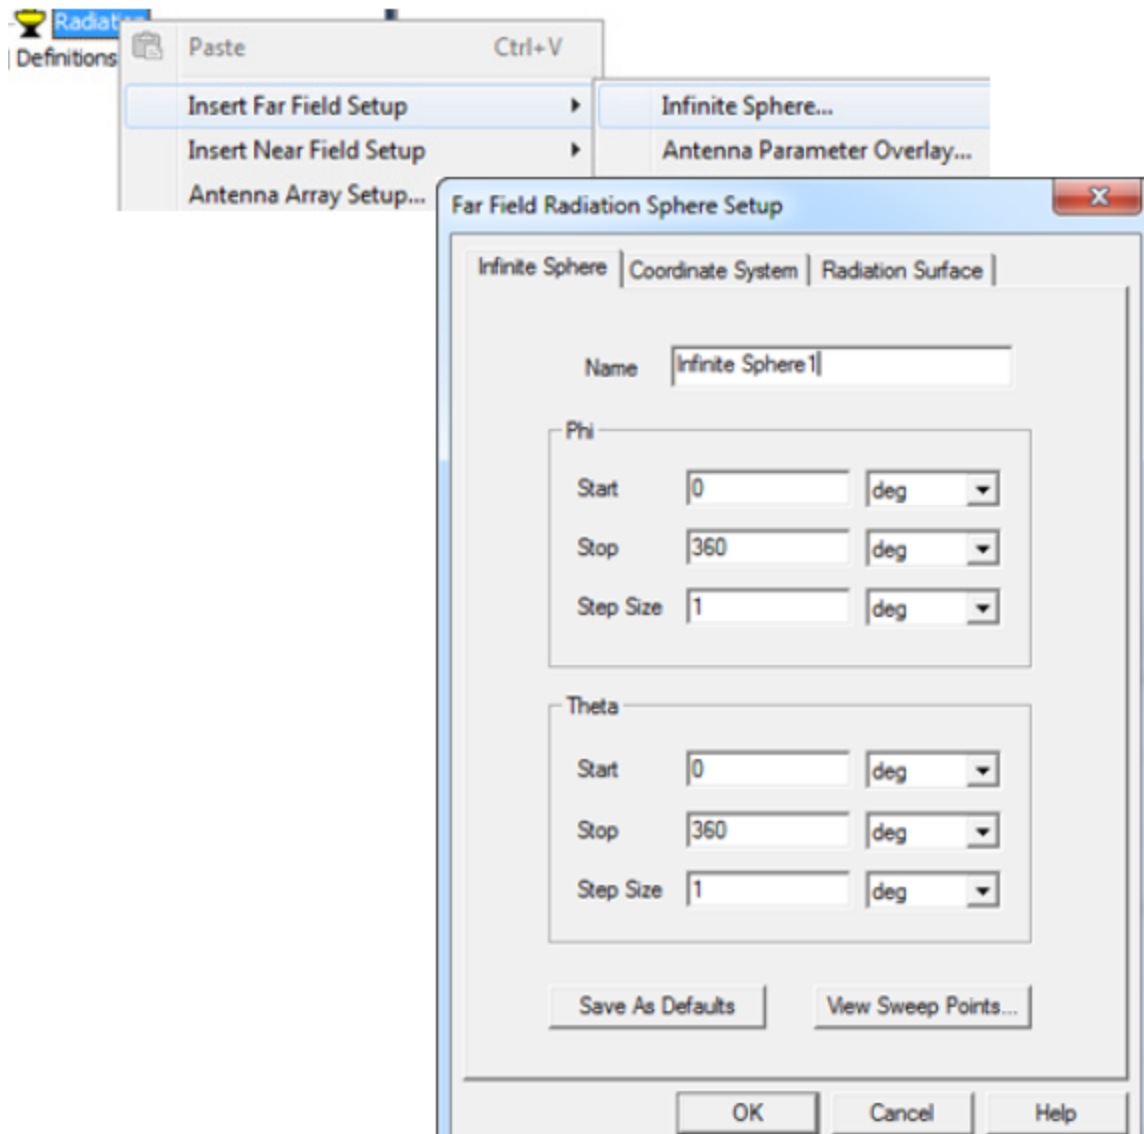 Radiation
Definitions
Paste Ctrl+V
Insert Far Field Setup
Insert Near Field Setup
Antenna Array Setup...
Infinite Sphere...
Antenna Parameter Overlay...
Far Field Radiation Sphere Setup
Infinite Sphere Coordinate System Radiation Surface
Name Infinite Sphere1
Phi
Start 0 deg
Stop 360 deg
Step Size 1 deg
Theta
Start 0 deg
Stop 360 deg
Step Size 1 deg
Save As Defaults View Sweep Points...
OK Cancel Help